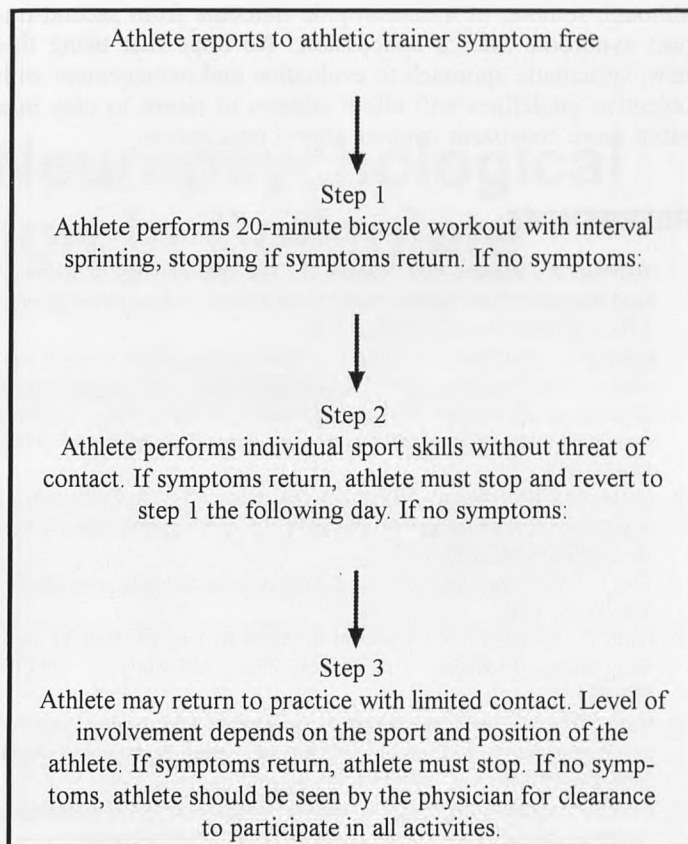 Athlete reports to athletic trainer symptom free
Step 1
Athlete performs 20-minute bicycle workout with interval
sprinting, stopping if symptoms return. If no symptoms:
Step 2
Athlete performs individual sport skills without threat of
contact. If symptoms return, athlete must stop and revert to
step 1 the following day. If no symptoms:
Step 3
Athlete may return to practice with limited contact. Level of
involvement depends on the sport and position of the
athlete. If symptoms return, athlete must stop. If no symp-
toms, athlete should be seen by the physician for clearance
to participate in all activities.